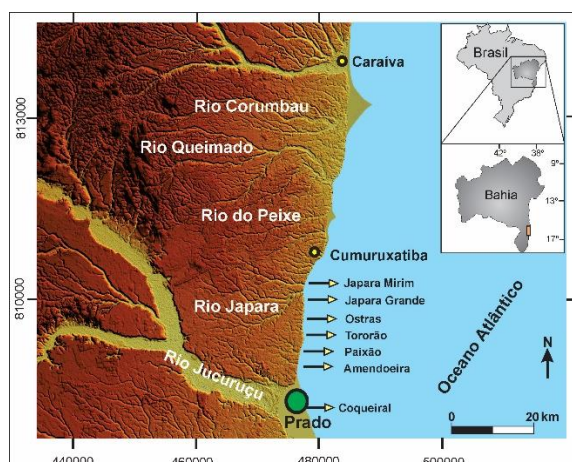 Caraíva
Rio Corumbau
Rio Queimado
Rio do Peixe
Cumuruxatiba
Rio Japara
Rio Jucuruçu
Prado
Japara Mirim
Japara Grande
Ostras
Tororão
Paixão
Amendoeira
Coqueiral
Oceano Atlântico
Brasil
42° 38°
9°
Bahia
13°
17°
N
0 20 km
813000
810000
440000 460000 480000 500000